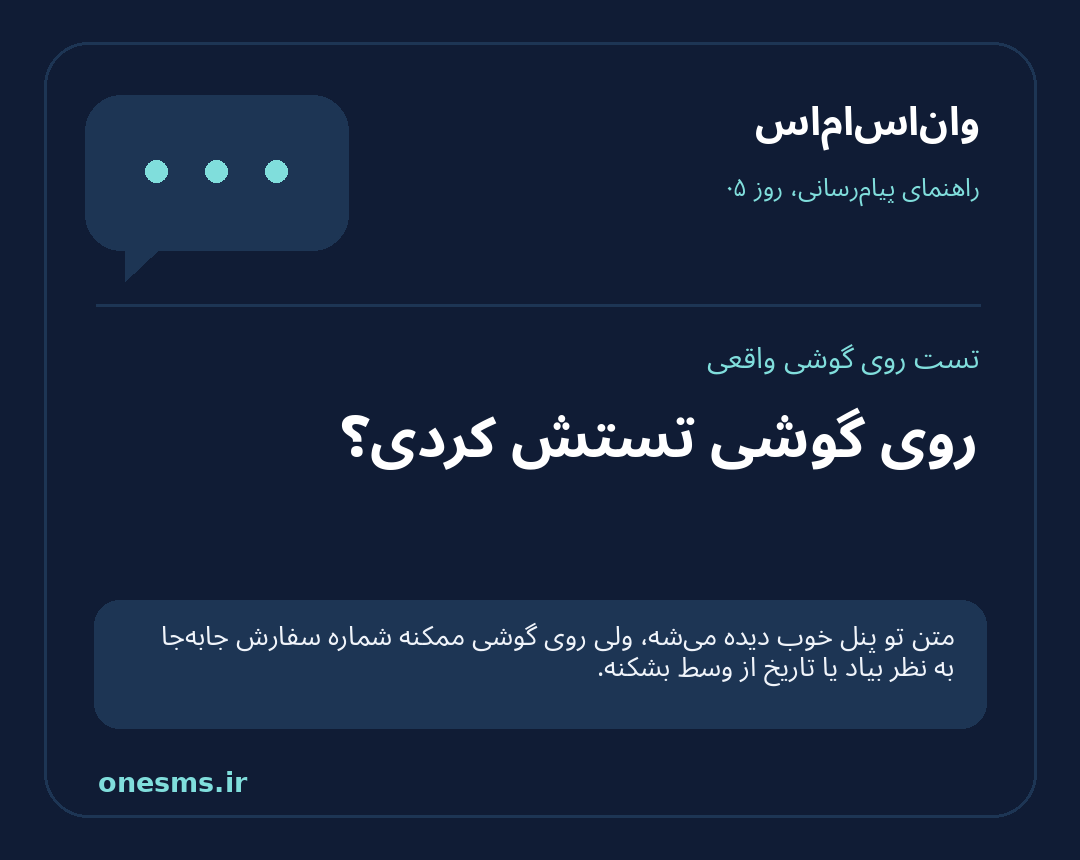 وان‌اس‌ام‌اس
راهنمای پیام‌رسانی، روز ۰۵
تست روی گوشی واقعی
روی گوشی تستش کردی؟
متن تو پنل خوب دیده می‌شه، ولی روی گوشی ممکنه شماره سفارش جابه‌جا
به نظر بیاد یا تاریخ از وسط بشکنه.
onesms.ir